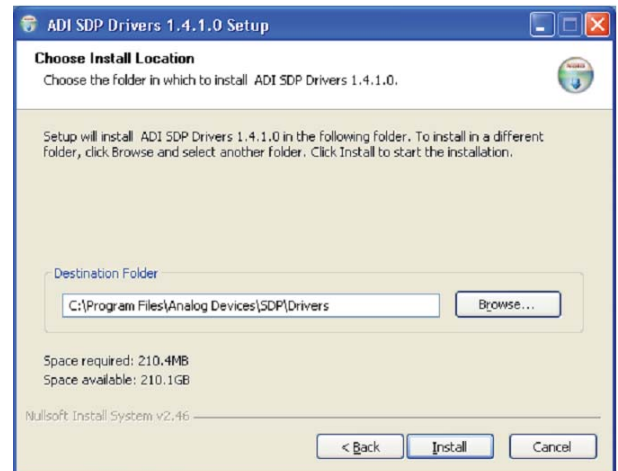 ADI SDP Drivers 1.4.1.0 Setup
Choose Install Location
Choose the folder in which to install ADI SDP Drivers 1.4.1.0.
Setup will install ADI SDP Drivers 1.4.1.0 in the following folder. To install in a different
folder, click Browse and select another folder. Click Install to start the installation.
Destination Folder
C:\Program Files\Analog Devices\SDP\Drivers
Browse...
Space required: 210.4MB
Space available: 210.1GB
Nullsoft Install System v2.46
< Back
Install
Cancel